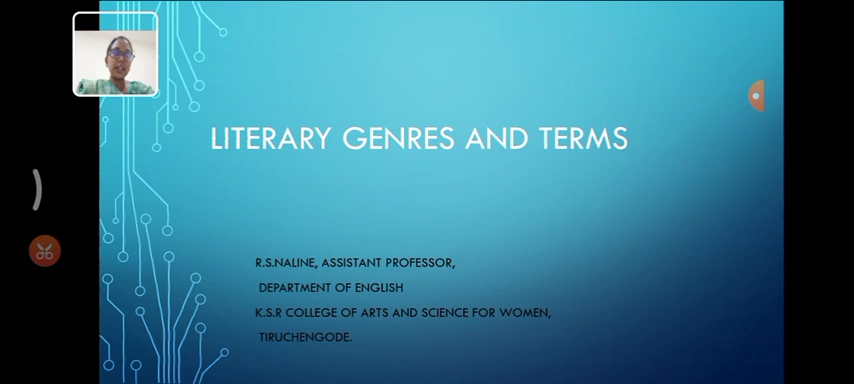 LITERARY GENRES AND TERMS
R.S.NALINE, ASSISTANT PROFESSOR,
DEPARTMENT OF ENGLISH
K.S.R COLLEGE OF ARTS AND SCIENCE FOR WOMEN,
TIRUCHENGODE.